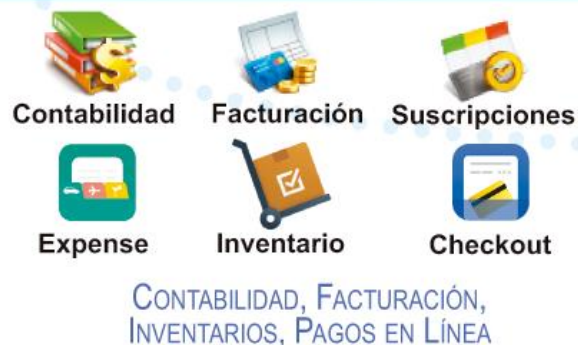 Contabilidad Facturación Suscripciones
Expense Inventario Checkout
CONTABILIDAD, FACTURACIÓN,
INVENTARIOS, PAGOS EN LÍNEA